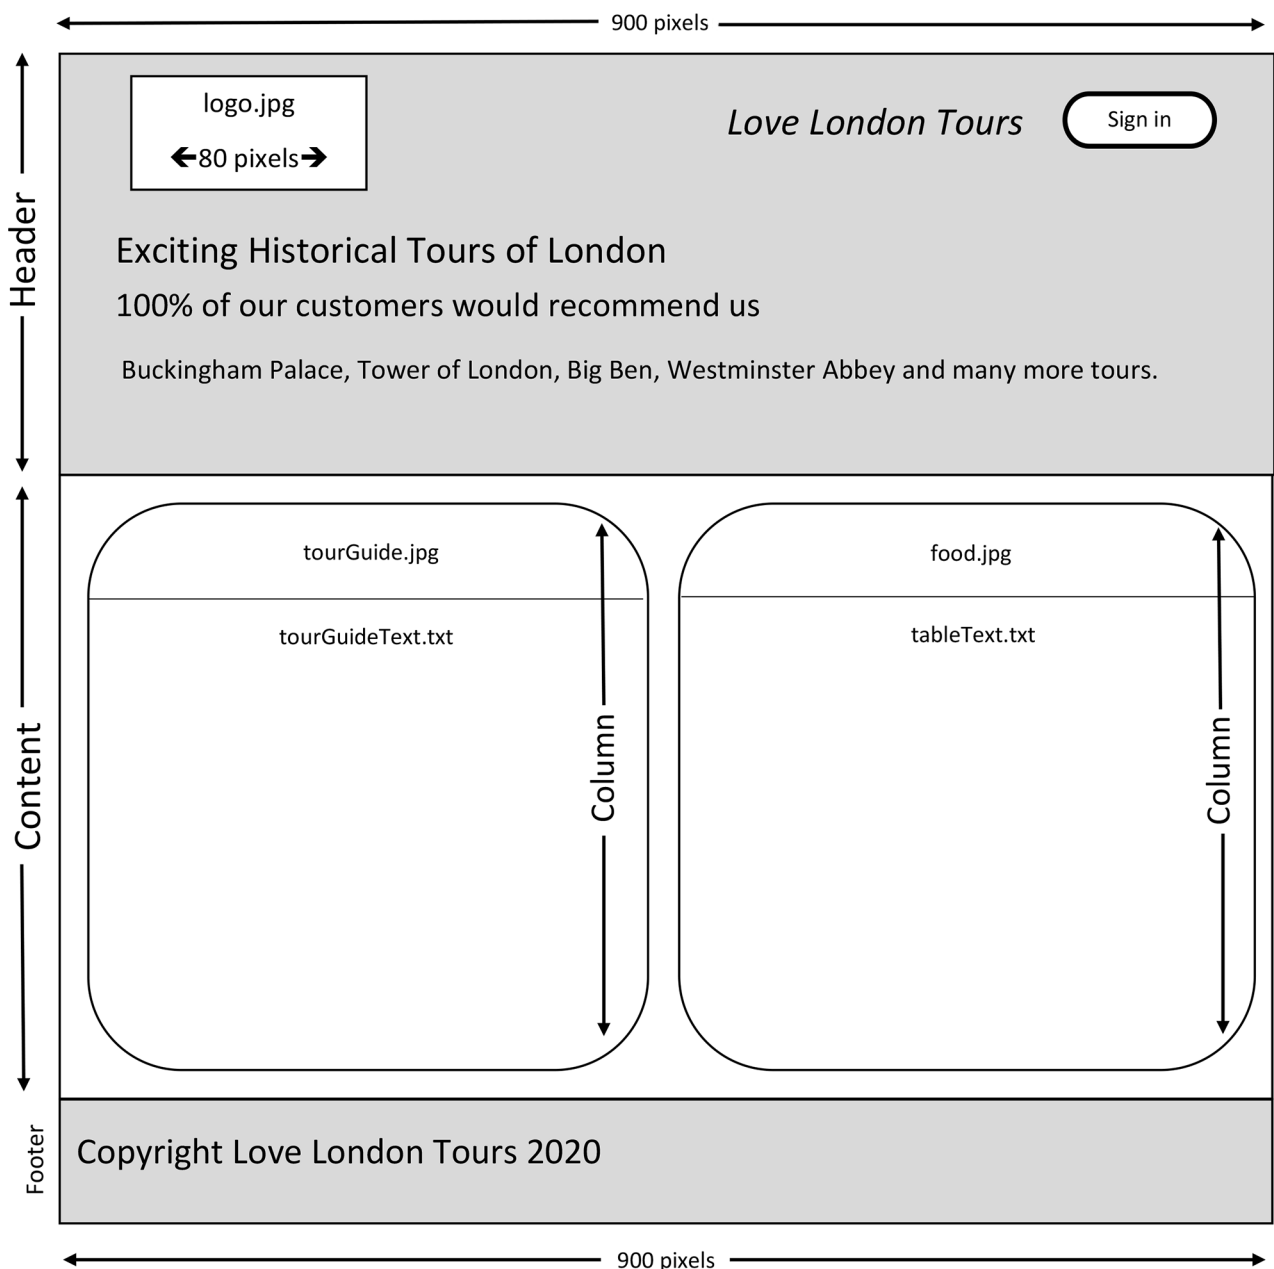 900 pixels
logo.jpg
80 pixels
Love London Tours
Sign in
Header
Exciting Historical Tours of London
100% of our customers would recommend us
Buckingham Palace, Tower of London, Big Ben, Westminster Abbey and many more tours.
Content
tourGuide.jpg
tourGuideText.txt
Column
food.jpg
tableText.txt
Column
Footer
Copyright Love London Tours 2020
900 pixels